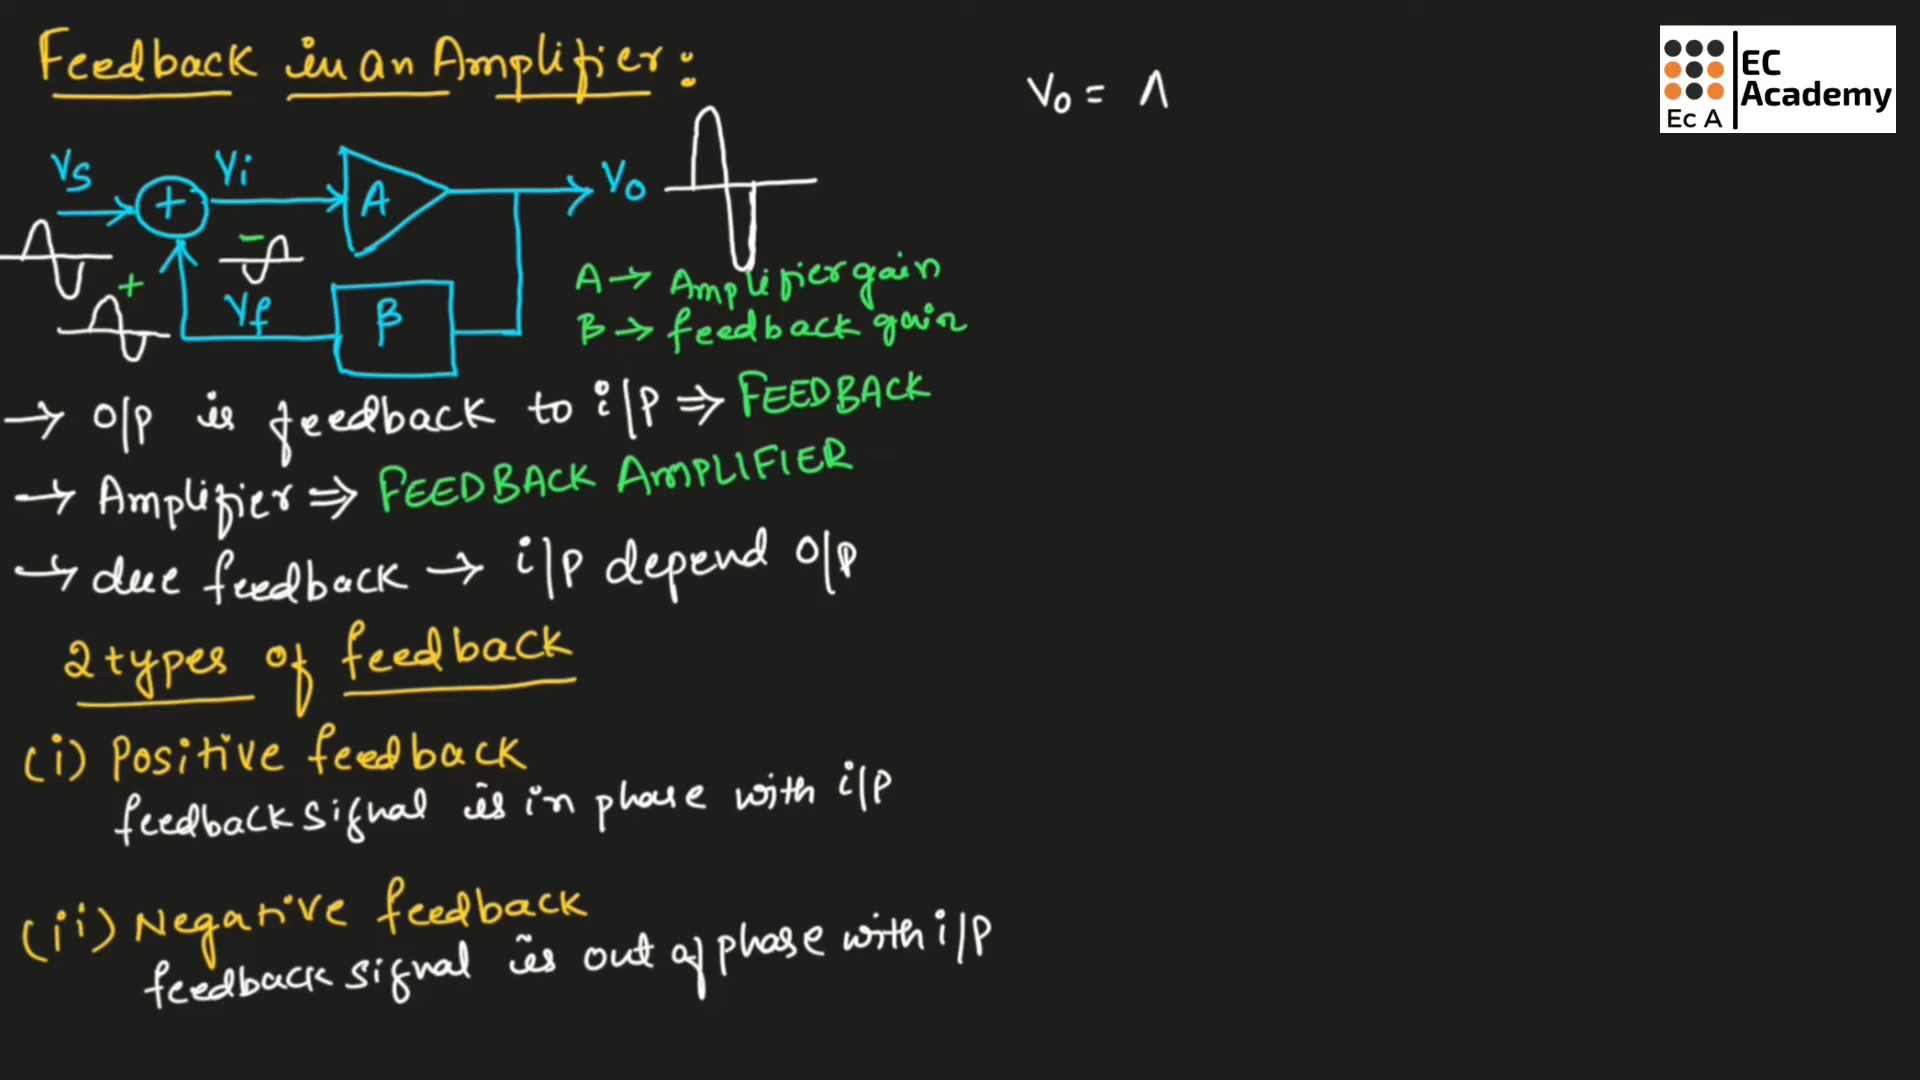 Feedback in an Amplifier:
Vs
Vi
A
Vo
+
-
+
Vf
β
A → Amplifier gain
B → feedback gain
→ o/p is feedback to i/p ⇒ FEEDBACK
→ Amplifier ⇒ FEEDBACK AMPLIFIER
→ due feedback → i/p depend o/p
2 types of feedback
(i) Positive feedback
feedback signal is in phase with i/p
(ii) Negative feedback
feedback signal is out of phase with i/p
Vo = Λ
EC
Academy
Ec A